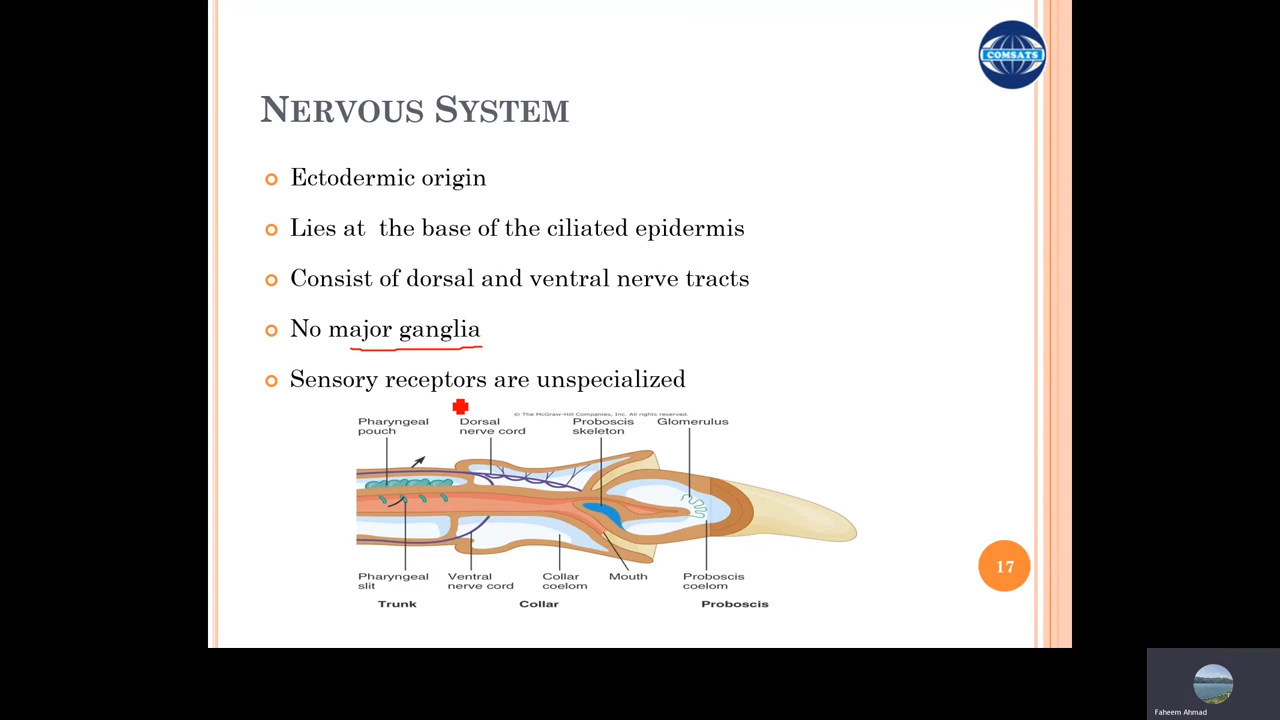 COMSATS
NERVOUS SYSTEM
Ectodermic origin
Lies at the base of the ciliated epidermis
Consist of dorsal and ventral nerve tracts
No major ganglia
Sensory receptors are unspecialized
© The McGraw-Hill Companies, Inc. All rights reserved.
Pharyngeal pouch
Dorsal nerve cord
Proboscis skeleton
Glomerulus
Pharyngeal slit
Ventral nerve cord
Collar coelom
Mouth
Proboscis coelom
Trunk
Collar
Proboscis
17
Faheem Ahmad